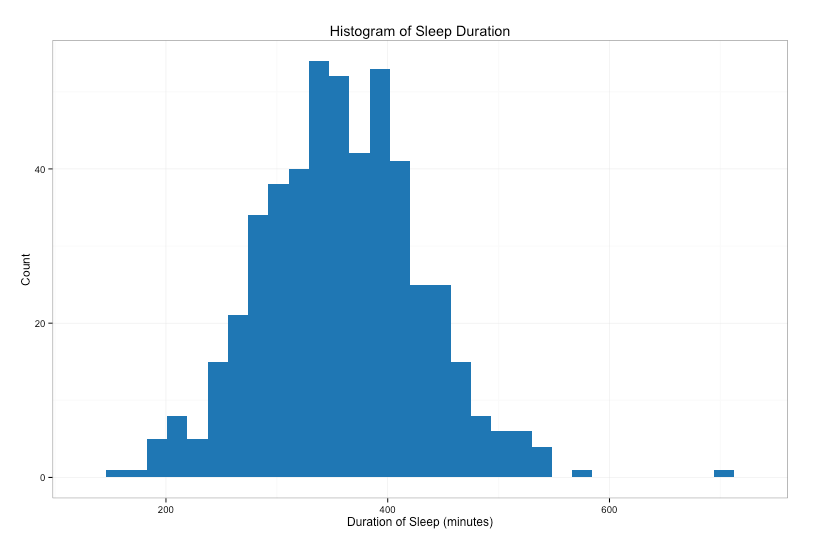 Histogram of Sleep Duration
40
20
0
Count
200 400 600
Duration of Sleep (minutes)